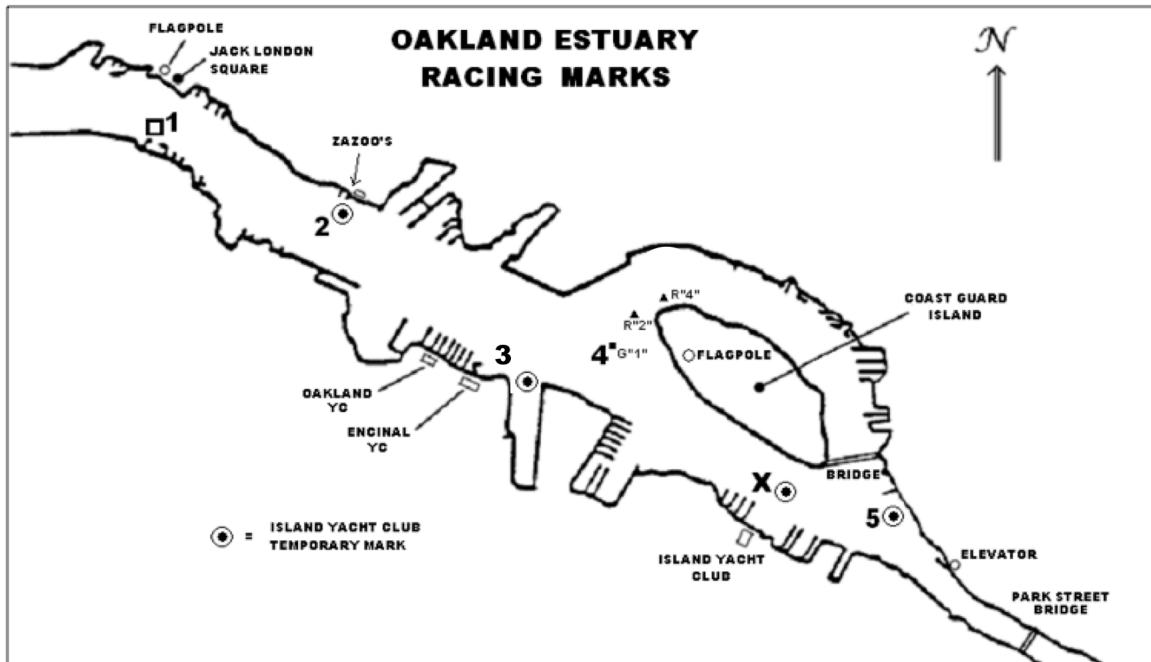 OAKLAND ESTUARY
RACING MARKS
N
FLAGPOLE
JACK LONDON
SQUARE
1
ZAZOO'S
2
R"4"
R"2"
COAST GUARD
ISLAND
3
4
G"1"
FLAGPOLE
OAKLAND
YC
ENCINAL
YC
BRIDGE
X
5
= ISLAND YACHT CLUB
TEMPORARY MARK
ISLAND YACHT
CLUB
ELEVATOR
PARK STREET
BRIDGE